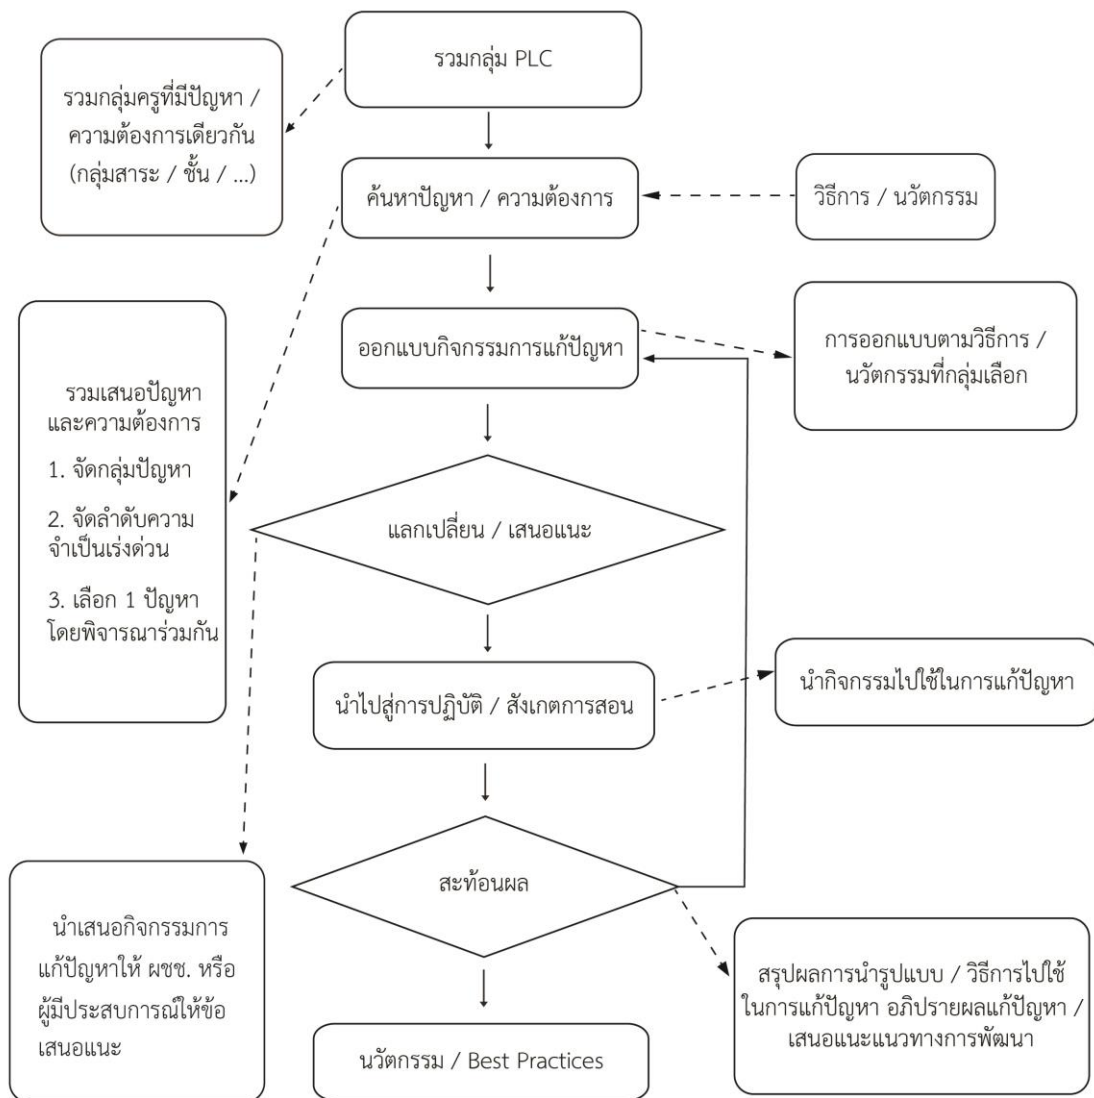 รวมกลุ่ม PLC
รวมกลุ่มครูที่มีปัญหา /
ความต้องการเดียวกัน
(กลุ่มสาระ / ชั้น / ...)
ค้นหาปัญหา / ความต้องการ
วิธีการ / นวัตกรรม
ออกแบบกิจกรรมการแก้ปัญหา
การออกแบบตามวิธีการ /
นวัตกรรมที่กลุ่มเลือก
รวมเสนอปัญหา
และความต้องการ
1. จัดกลุ่มปัญหา
2. จัดลำดับความ
จำเป็นเร่งด่วน
3. เลือก 1 ปัญหา
โดยพิจารณาร่วมกัน
แลกเปลี่ยน / เสนอแนะ
นำไปสู่การปฏิบัติ / สังเกตการสอน
นำกิจกรรมไปใช้ในการแก้ปัญหา
สะท้อนผล
นำเสนอกิจกรรมการ
แก้ปัญหาให้ ผชช. หรือ
ผู้มีประสบการณ์ให้ข้อ
เสนอแนะ
สรุปผลการนำรูปแบบ / วิธีการไปใช้
ในการแก้ปัญหา อภิปรายผลแก้ปัญหา /
เสนอแนะแนวทางการพัฒนา
นวัตกรรม / Best Practices